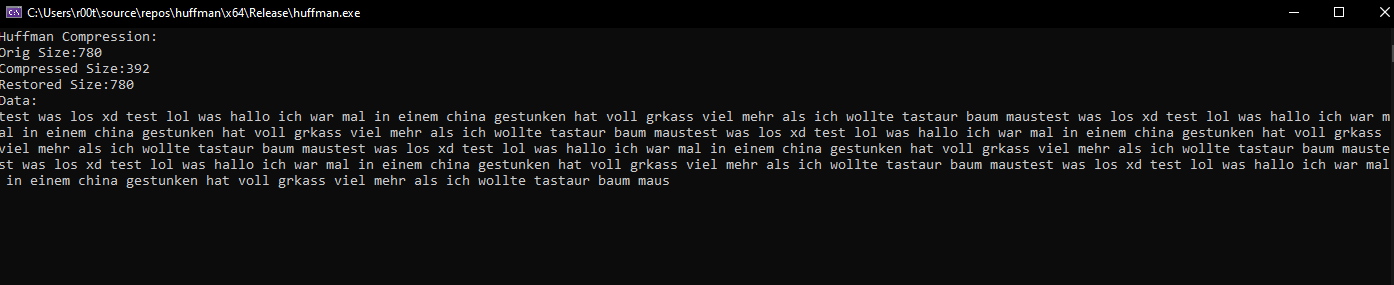 C:\Users\r00t\source\repos\huffman\x64\Release\huffman.exe
Huffman Compression:
Orig Size:780
Compressed Size:392
Restored Size:780
Data:
test was los xd test lol was hallo ich war mal in einem china gestunken hat voll grkass viel mehr als ich wollte tastaur baum maustest was los xd test lol was hallo ich war m
al in einem china gestunken hat voll grkass viel mehr als ich wollte tastaur baum maustest was los xd test lol was hallo ich war mal in einem china gestunken hat voll grkass
viel mehr als ich wollte tastaur baum maustest was los xd test lol was hallo ich war mal in einem china gestunken hat voll grkass viel mehr als ich wollte tastaur baum mauste
st was los xd test lol was hallo ich war mal in einem china gestunken hat voll grkass viel mehr als ich wollte tastaur baum maustest was los xd test lol was hallo ich war mal
in einem china gestunken hat voll grkass viel mehr als ich wollte tastaur baum maus